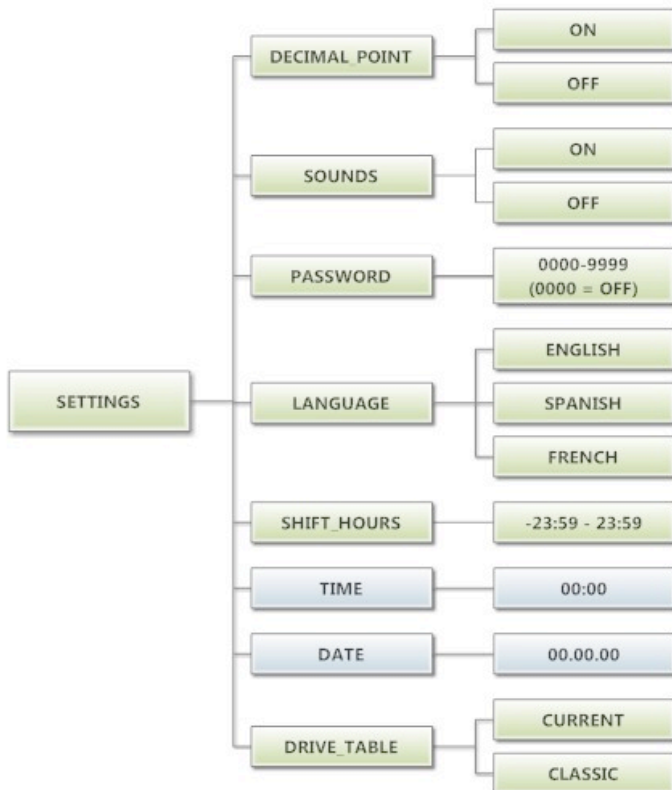 SETTINGS
DECIMAL_POINT
ON
OFF
SOUNDS
ON
OFF
PASSWORD
0000-9999
(0000 = OFF)
LANGUAGE
ENGLISH
SPANISH
FRENCH
SHIFT_HOURS
-23:59 - 23:59
TIME
00:00
DATE
00.00.00
DRIVE_TABLE
CURRENT
CLASSIC